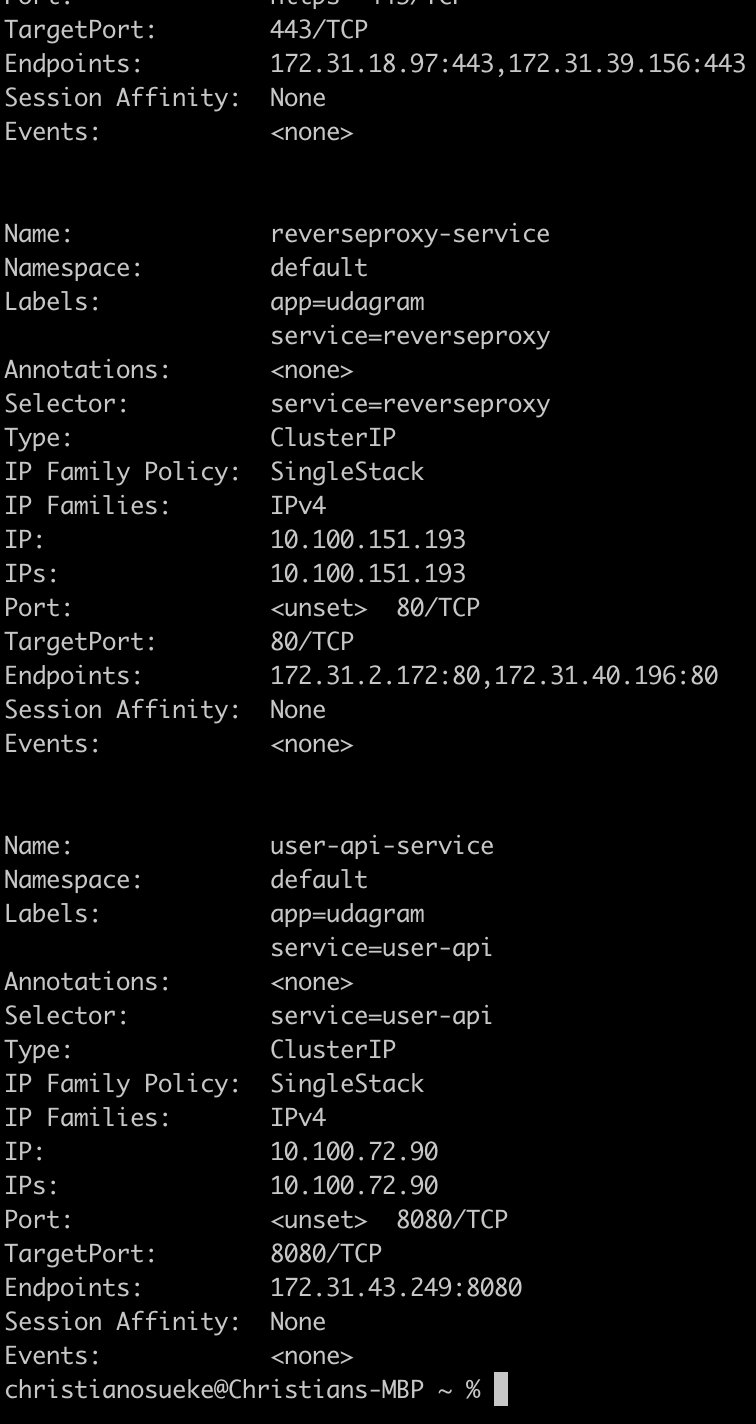 Port:              https  443/TCP
TargetPort:        443/TCP
Endpoints:         172.31.18.97:443,172.31.39.156:443
Session Affinity:  None
Events:            <none>
Name:              reverseproxy-service
Namespace:         default
Labels:            app=udagram
                   service=reverseproxy
Annotations:       <none>
Selector:          service=reverseproxy
Type:              ClusterIP
IP Family Policy:  SingleStack
IP Families:       IPv4
IP:                10.100.151.193
IPs:               10.100.151.193
Port:              <unset>  80/TCP
TargetPort:        80/TCP
Endpoints:         172.31.2.172:80,172.31.40.196:80
Session Affinity:  None
Events:            <none>
Name:              user-api-service
Namespace:         default
Labels:            app=udagram
                   service=user-api
Annotations:       <none>
Selector:          service=user-api
Type:              ClusterIP
IP Family Policy:  SingleStack
IP Families:       IPv4
IP:                10.100.72.90
IPs:               10.100.72.90
Port:              <unset>  8080/TCP
TargetPort:        8080/TCP
Endpoints:         172.31.43.249:8080
Session Affinity:  None
Events:            <none>
christianosueke@Christians-MBP ~ %